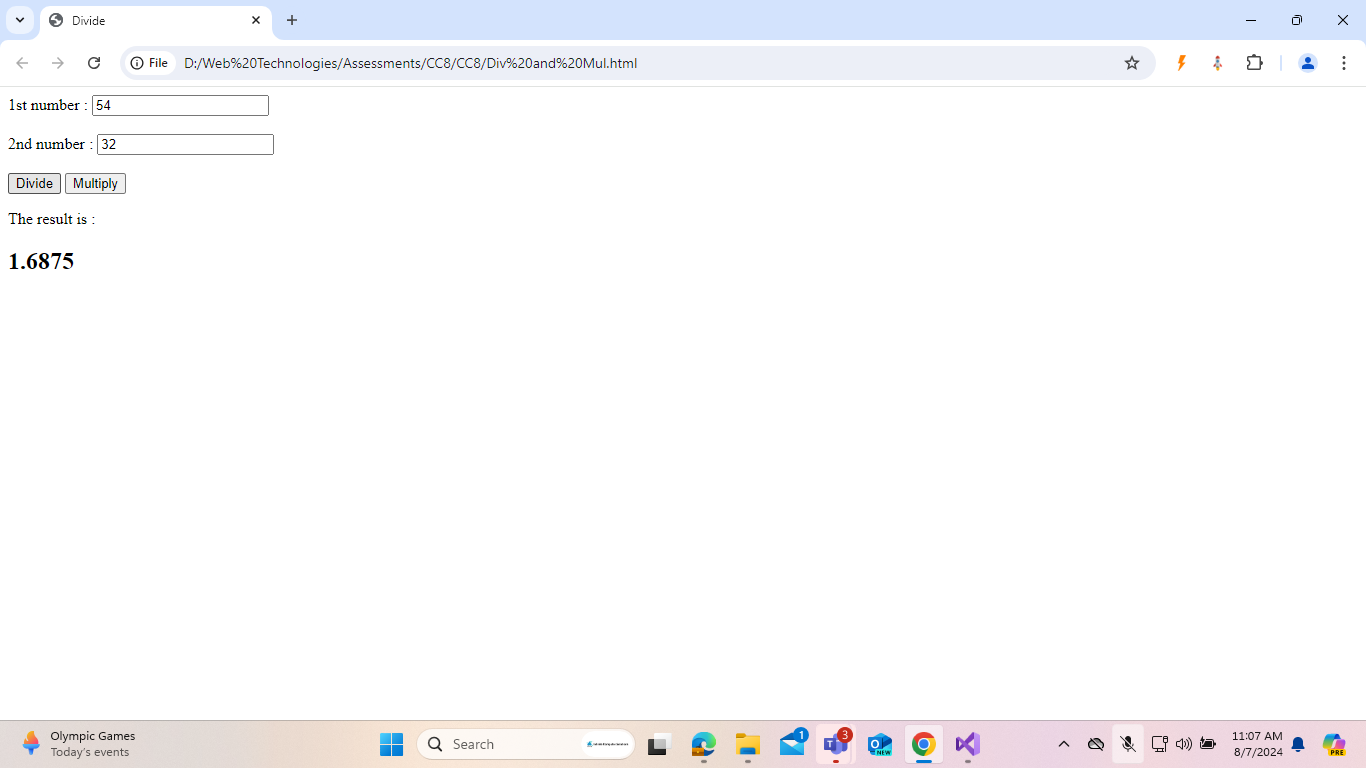 Divide
File D:/Web%20Technologies/Assessments/CC8/CC8/Div%20and%20Mul.html
1st number : 54
2nd number : 32
Divide Multiply
The result is :
1.6875
Olympic Games
Today's events
Search
1
3
NEW
11:07 AM
8/7/2024
PRE